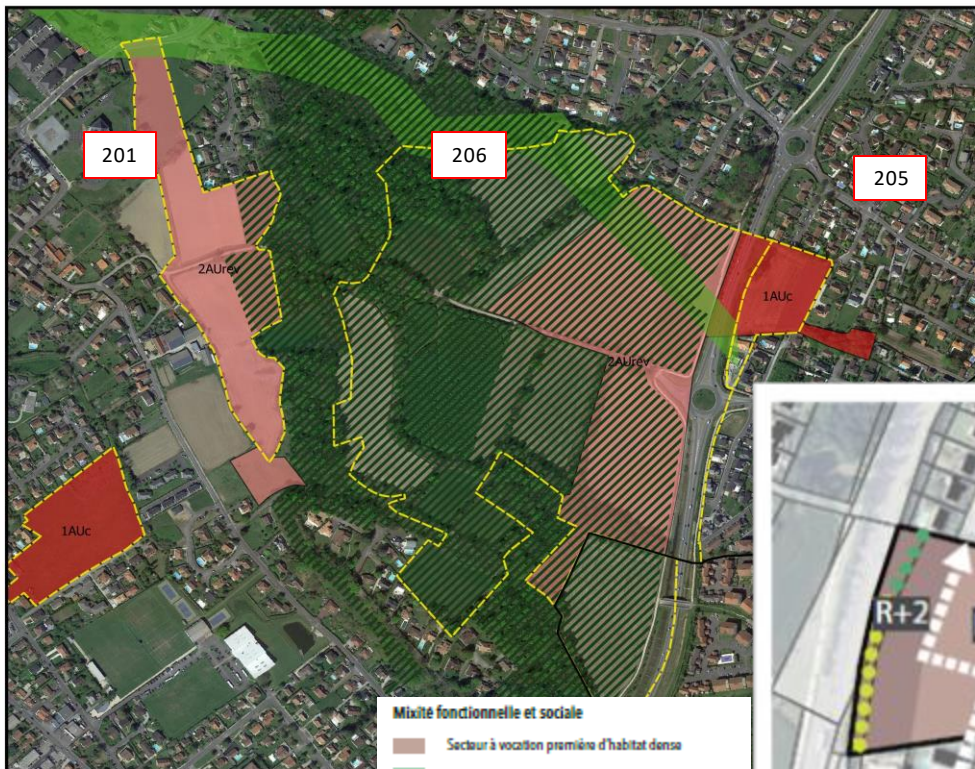 201
206
205
2AUrev
1AUc
2AUrev
1AUc
R+2
Mixité fonctionnelle et sociale
Secteur à vocation première d'habitat dense